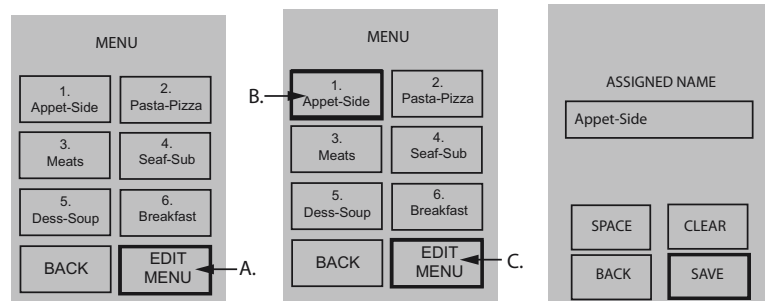 MENU
1.
Appet-Side
2.
Pasta-Pizza
3.
Meats
4.
Seaf-Sub
5.
Dess-Soup
6.
Breakfast
BACK
EDIT
MENU
A.
MENU
B.
1.
Appet-Side
2.
Pasta-Pizza
3.
Meats
4.
Seaf-Sub
5.
Dess-Soup
6.
Breakfast
BACK
EDIT
MENU
C.
ASSIGNED NAME
Appet-Side
SPACE
CLEAR
BACK
SAVE